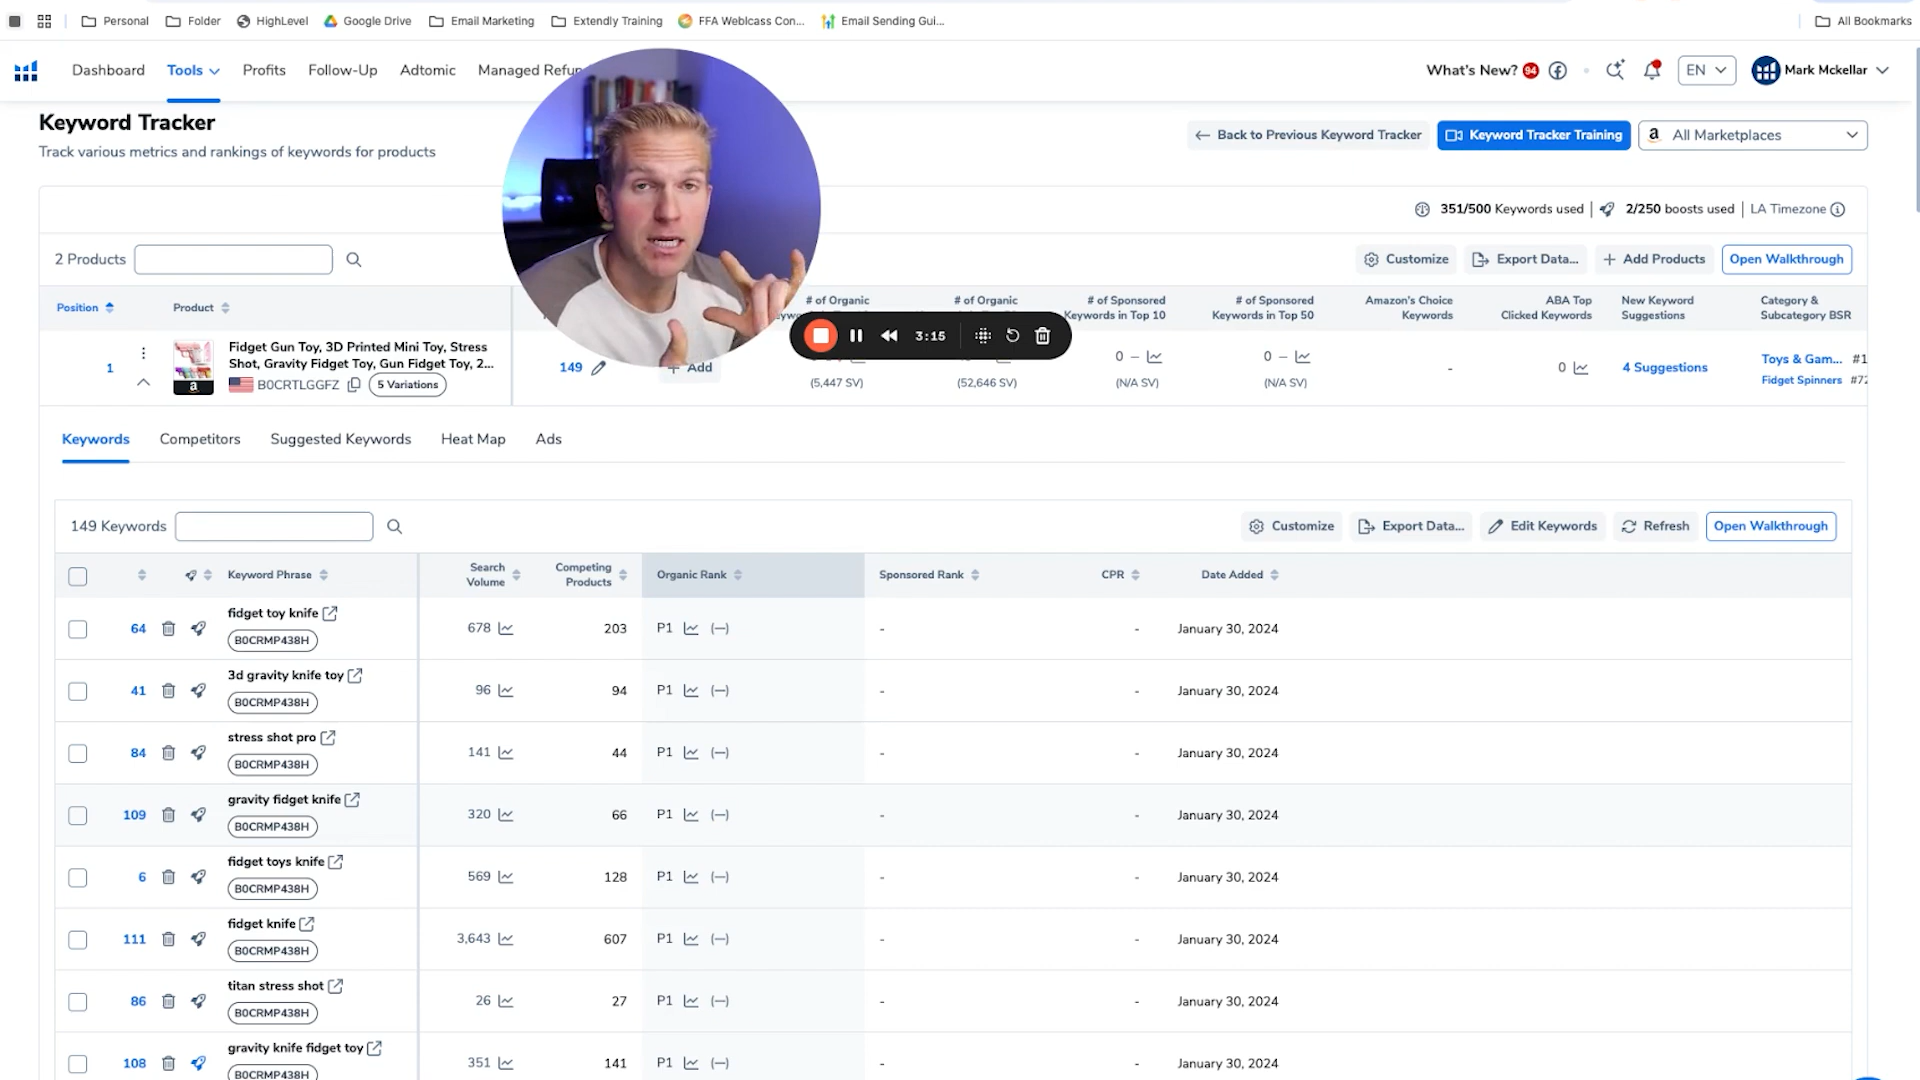 Personal
Folder
HighLevel
Google Drive
Email Marketing
Extendly Training
FFA Weblcass Con...
Email Sending Gui...
All Bookmarks
Dashboard
Tools
Profits
Follow-Up
Adtomic
Managed Refun
What's New? 94
EN
Mark Mckellar
Keyword Tracker
Track various metrics and rankings of keywords for products
Back to Previous Keyword Tracker
Keyword Tracker Training
a All Marketplaces
351/500 Keywords used
2/250 boosts used
LA Timezone
2 Products
Customize
Export Data...
Add Products
Open Walkthrough
Position
Product
# of Organic
# of Organic
# of Sponsored
Keywords in Top 10
# of Sponsored
Keywords in Top 50
Amazon's Choice
Keywords
ABA Top
Clicked Keywords
New Keyword
Suggestions
Category &
Subcategory BSR
3:15
1
Fidget Gun Toy, 3D Printed Mini Toy, Stress
Shot, Gravity Fidget Toy, Gun Fidget Toy, 2...
a
B0CRTLGGFZ
5 Variations
149
+ Add
(5,447 SV)
(52,646 SV)
0 –
(N/A SV)
0 –
(N/A SV)
-
0
4 Suggestions
Toys & Gam... #1
Fidget Spinners #72
Keywords
Competitors
Suggested Keywords
Heat Map
Ads
149 Keywords
Customize
Export Data...
Edit Keywords
Refresh
Open Walkthrough
Keyword Phrase
Search
Volume
Competing
Products
Organic Rank
Sponsored Rank
CPR
Date Added
64 fidget toy knife
B0CRMP438H
678 203 P1 (—) - - January 30, 2024
41 3d gravity knife toy
B0CRMP438H
96 94 P1 (—) - - January 30, 2024
84 stress shot pro
B0CRMP438H
141 44 P1 (—) - - January 30, 2024
109 gravity fidget knife
B0CRMP438H
320 66 P1 (—) - - January 30, 2024
6 fidget toys knife
B0CRMP438H
569 128 P1 (—) - - January 30, 2024
111 fidget knife
B0CRMP438H
3,643 607 P1 (—) - - January 30, 2024
86 titan stress shot
B0CRMP438H
26 27 P1 (—) - - January 30, 2024
108 gravity knife fidget toy
B0CRMP438H
351 141 P1 (—) - - January 30, 2024